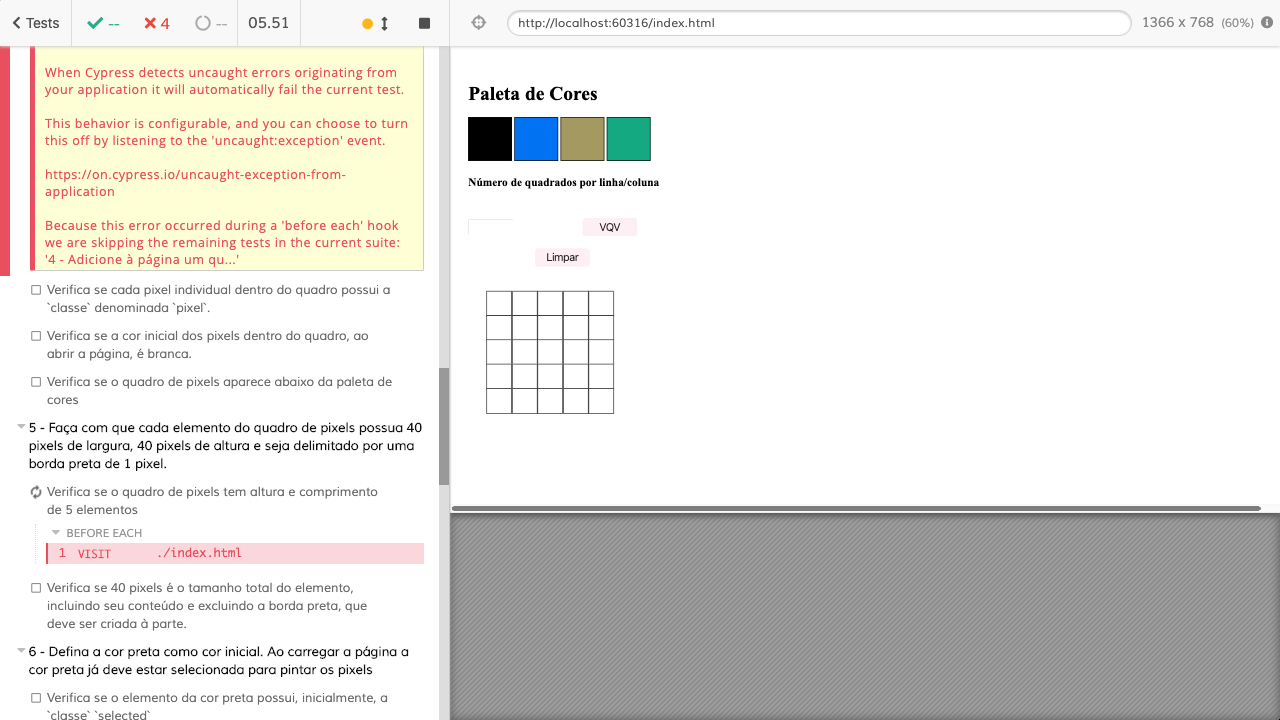 Tests
--
4
--
05.51
http://localhost:60316/index.html
1366 x 768 (60%)
When Cypress detects uncaught errors originating from
your application it will automatically fail the current test.
This behavior is configurable, and you can choose to turn
this off by listening to the 'uncaught:exception' event.
https://on.cypress.io/uncaught-exception-from-
application
Because this error occurred during a 'before each' hook
we are skipping the remaining tests in the current suite:
'4 - Adicione à página um qu...'
Verifica se cada pixel individual dentro do quadro possui a
`classe` denominada `pixel`.
Verifica se a cor inicial dos pixels dentro do quadro, ao
abrir a página, é branca.
Verifica se o quadro de pixels aparece abaixo da paleta de
cores
5 - Faça com que cada elemento do quadro de pixels possua 40
pixels de largura, 40 pixels de altura e seja delimitado por uma
borda preta de 1 pixel.
Verifica se o quadro de pixels tem altura e comprimento
de 5 elementos
BEFORE EACH
1 VISIT ./index.html
Verifica se 40 pixels é o tamanho total do elemento,
incluindo seu conteúdo e excluindo a borda preta, que
deve ser criada à parte.
6 - Defina a cor preta como cor inicial. Ao carregar a página a
cor preta já deve estar selecionada para pintar os pixels
Verifica se o elemento da cor preta possui, inicialmente, a
`classe` `selected`
Paleta de Cores
Número de quadrados por linha/coluna
VQV
Limpar